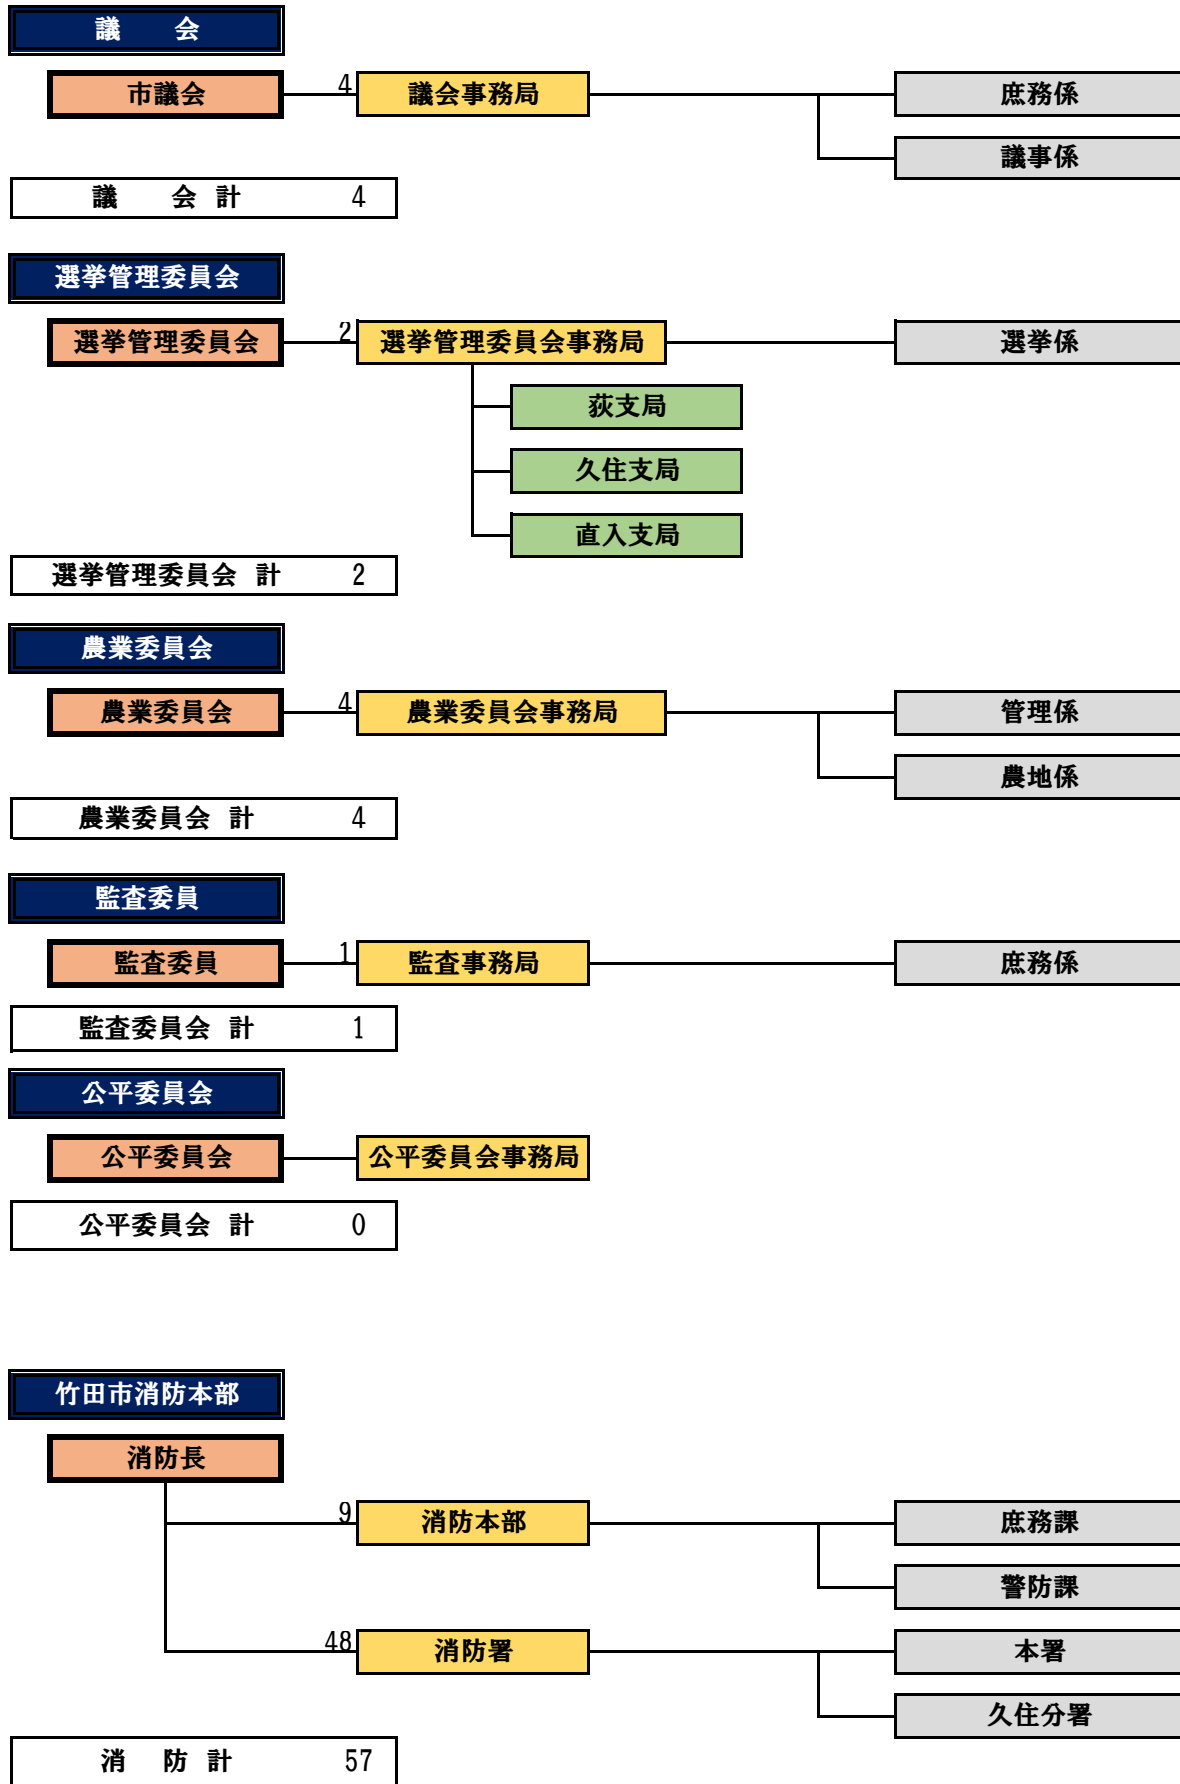 議　　会
市議会 4 議会事務局 庶務係
議事係
議　　会 計 4
選挙管理委員会
選挙管理委員会 2 選挙管理委員会事務局 選挙係
荻支局
久住支局
直入支局
選挙管理委員会 計 2
農業委員会
農業委員会 4 農業委員会事務局 管理係
農地係
農業委員会 計 4
監査委員
監査委員 1 監査事務局 庶務係
監査委員会 計 1
公平委員会
公平委員会 公平委員会事務局
公平委員会 計 0
竹田市消防本部
消防長
9 消防本部 庶務課
警防課
48 消防署 本署
久住分署
消　防 計 57